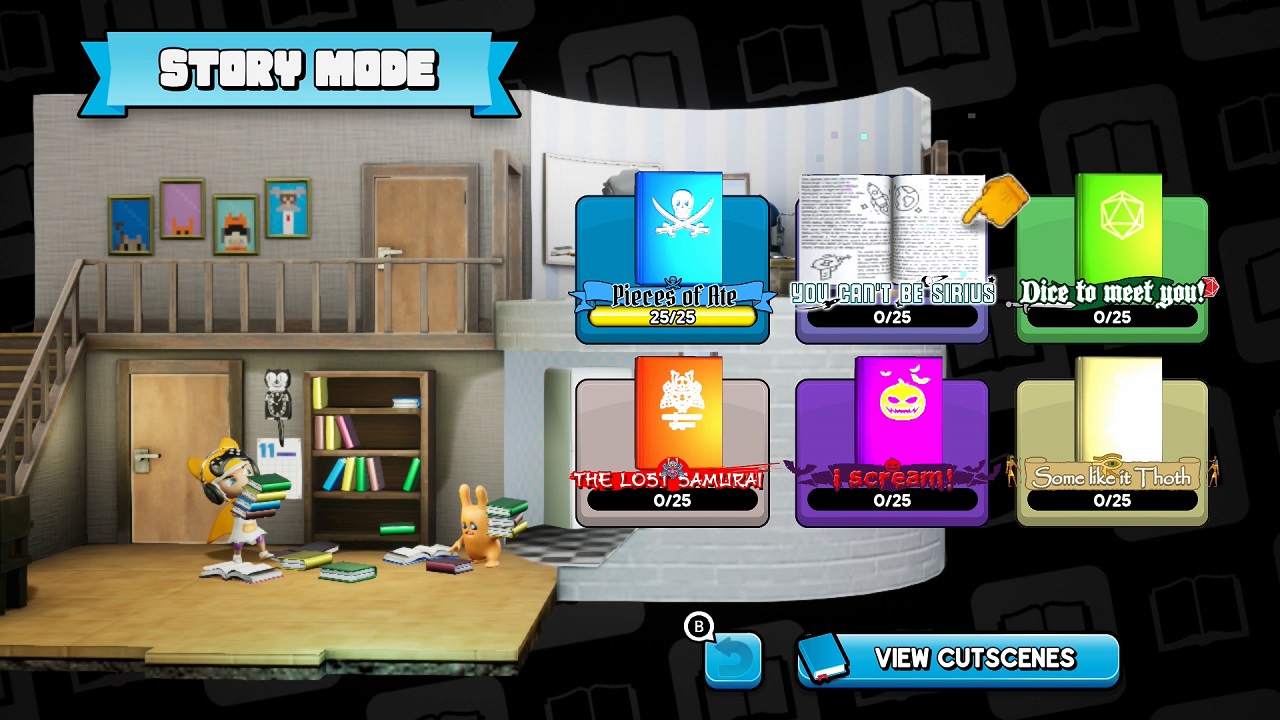 STORY MODE
Pieces of Ate
25/25
YOU CAN'T BE SIRIUS
0/25
Dice to meet you!
0/25
11
THE LOST SAMURAI
0/25
i scream!
0/25
Some like it Thoth
0/25
B
VIEW CUTSCENES